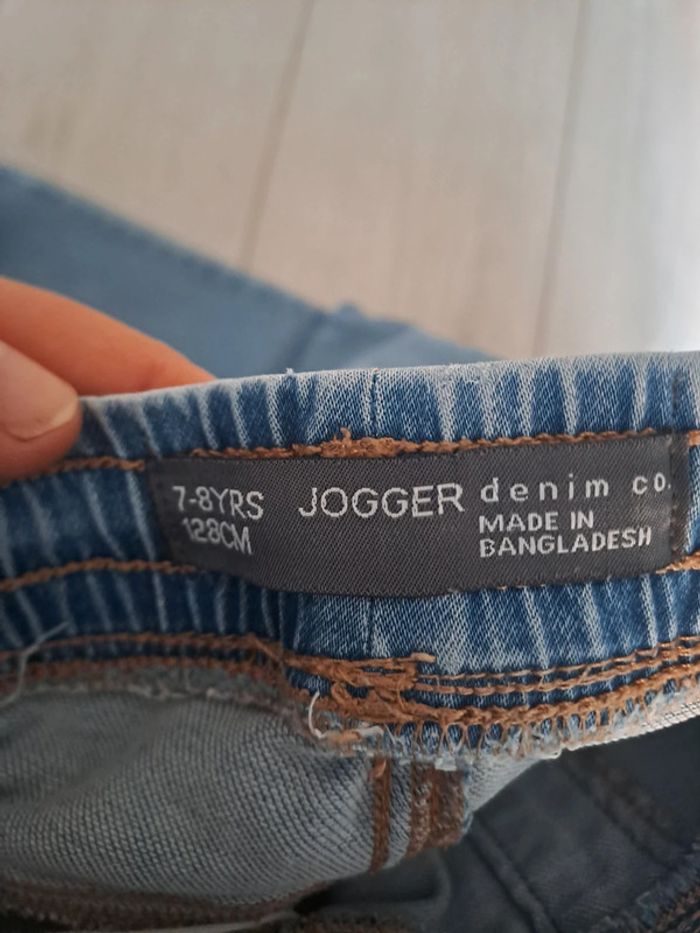 7-8YRS
128CM
JOGGER
denim co.
MADE IN
BANGLADESH